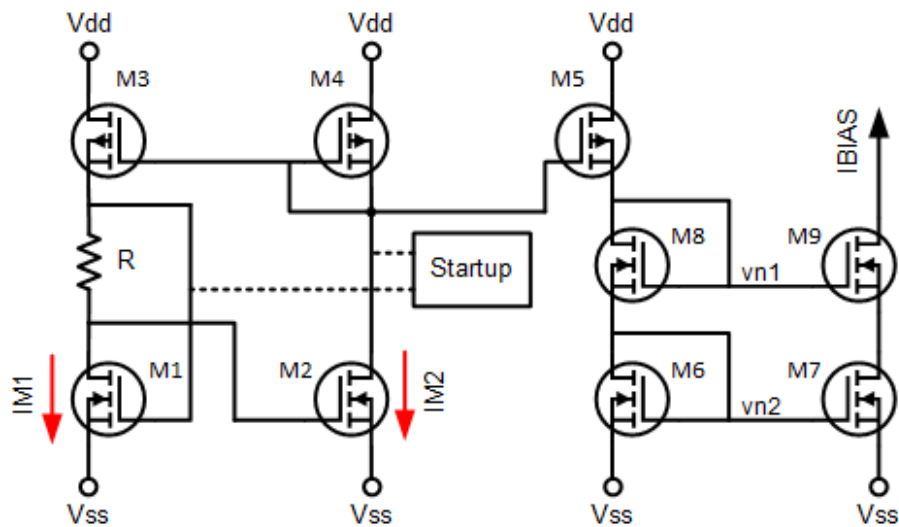 Vdd Vdd Vdd
M3 M4 M5
IBIAS
R
Startup
M8 M9
vn1
IM1
M1 M2
IM2
M6 M7
vn2
Vss Vss Vss Vss